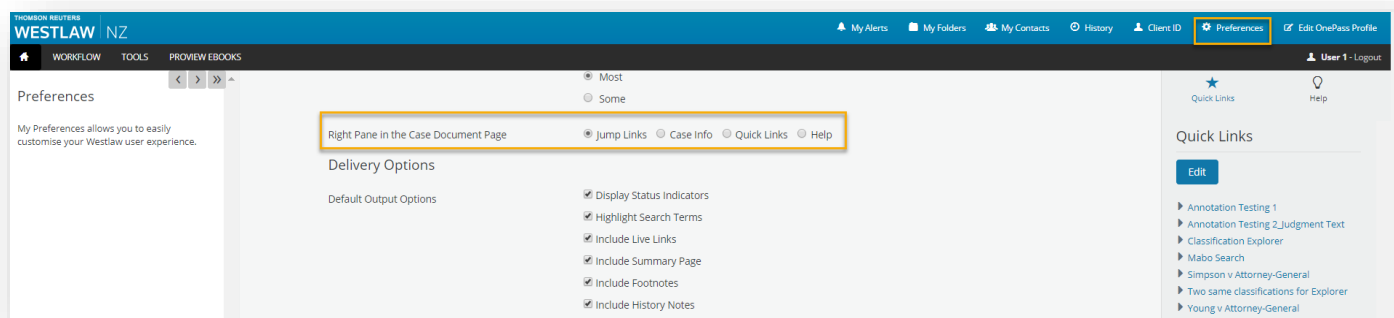 THOMSON REUTERS
WESTLAW NZ
My Alerts My Folders My Contacts History Client ID Preferences Edit OnePass Profile
WORKFLOW TOOLS PROVIEW EBOOKS User 1 - Logout
Preferences
My Preferences allows you to easily
customise your Westlaw user experience.
Most
Some
Right Pane in the Case Document Page Jump Links Case Info Quick Links Help
Delivery Options
Default Output Options Display Status Indicators
Highlight Search Terms
Include Live Links
Include Summary Page
Include Footnotes
Include History Notes
Quick Links Help
Quick Links
Edit
Annotation Testing 1
Annotation Testing 2_Judgment Text
Classification Explorer
Mabo Search
Simpson v Attorney-General
Two same classifications for Explorer
Young v Attorney-General